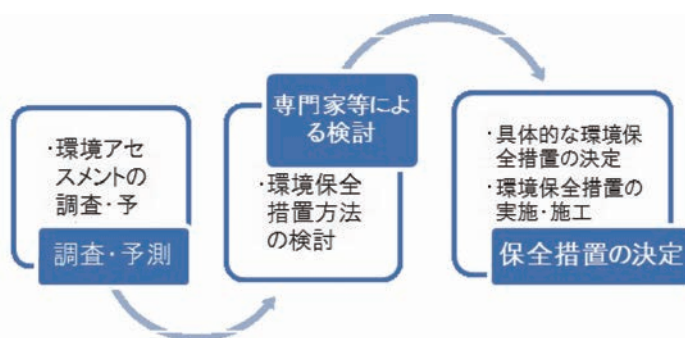 ・環境アセ
スメントの
調査・予
調査・予測
専門家等によ
る検討
・環境保全
措置方法
の検討
・具体的な環境保
全措置の決定
・環境保全措置の
実施・施工
保全措置の決定